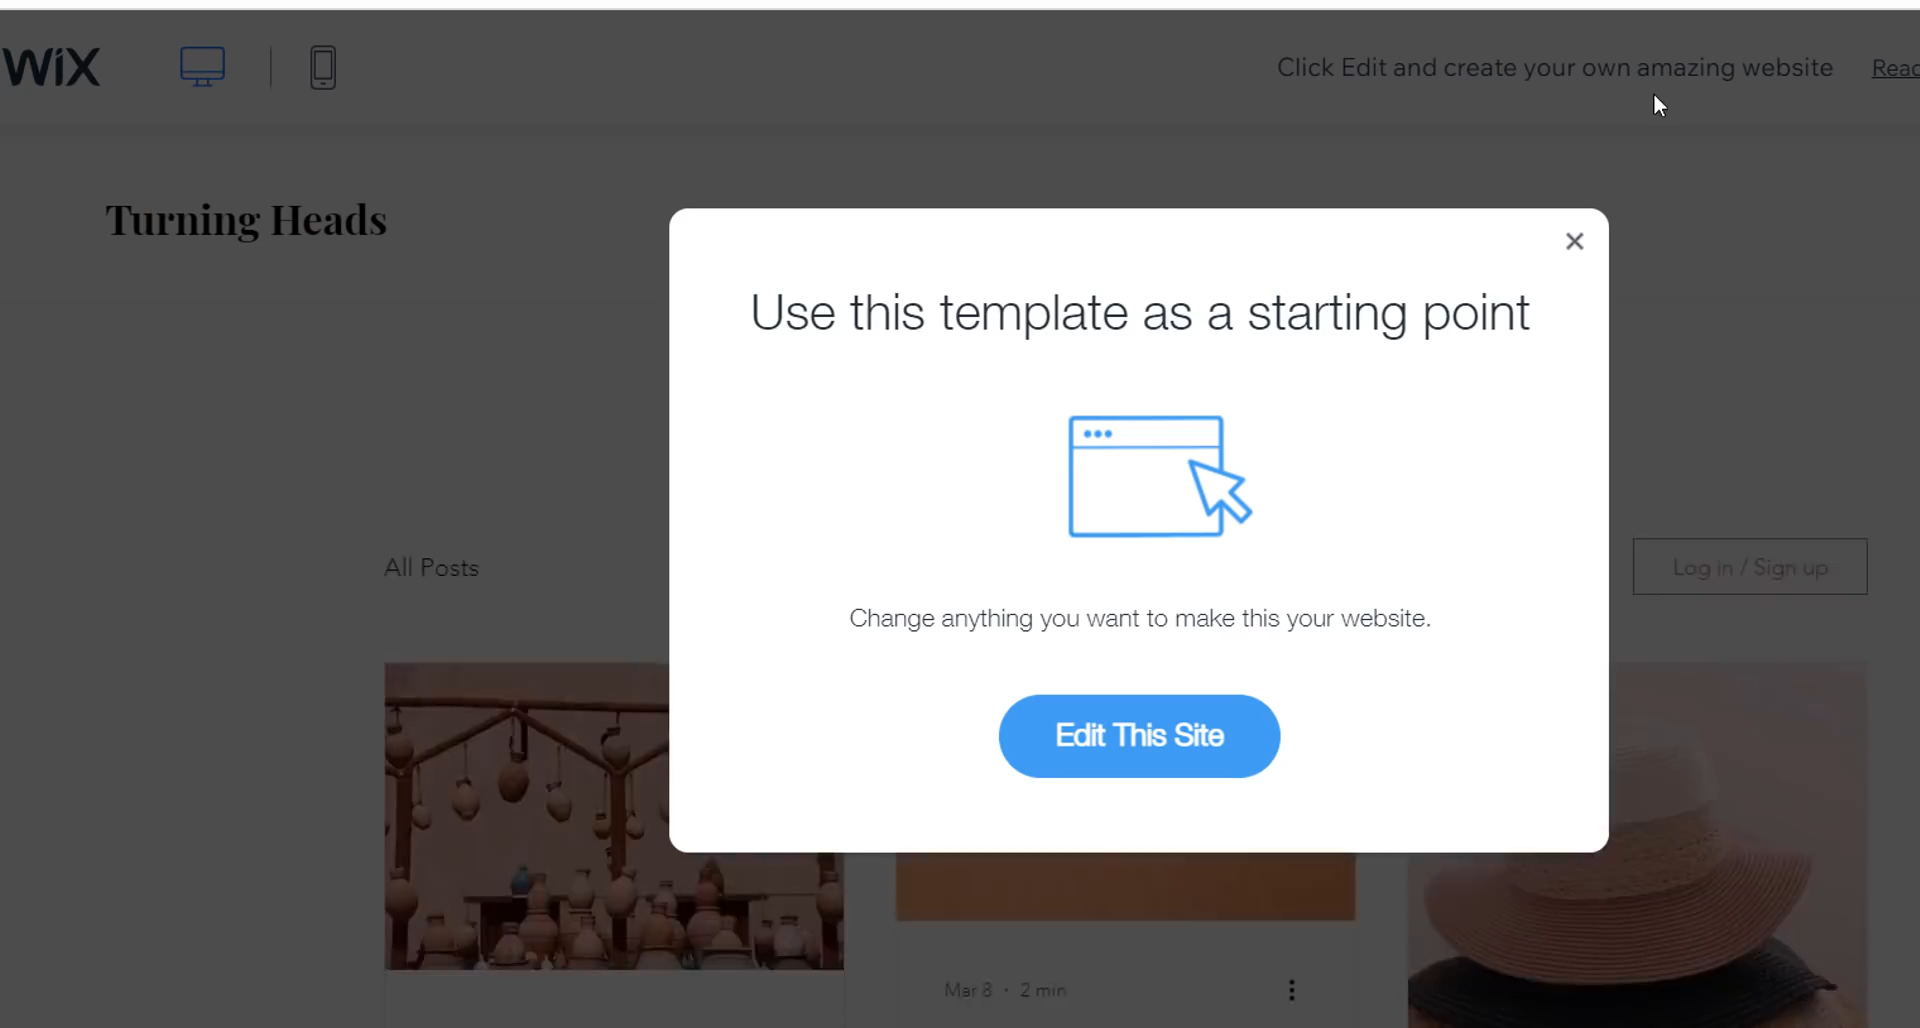 WiX
Click Edit and create your own amazing website
Turning Heads
Use this template as a starting point
All Posts
Log in / Sign up
Change anything you want to make this your website.
Edit This Site
Mar 8 · 2 min